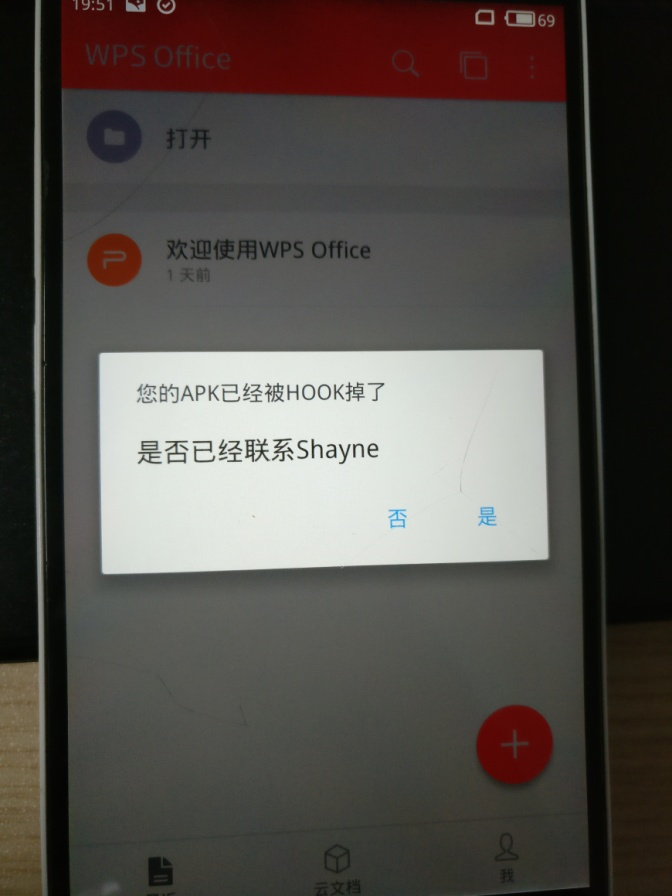 19:51
69
WPS Office
打开
欢迎使用WPS Office
1 天前
您的APK已经被HOOK掉了
是否已经联系Shayne
否
是
云文档
我